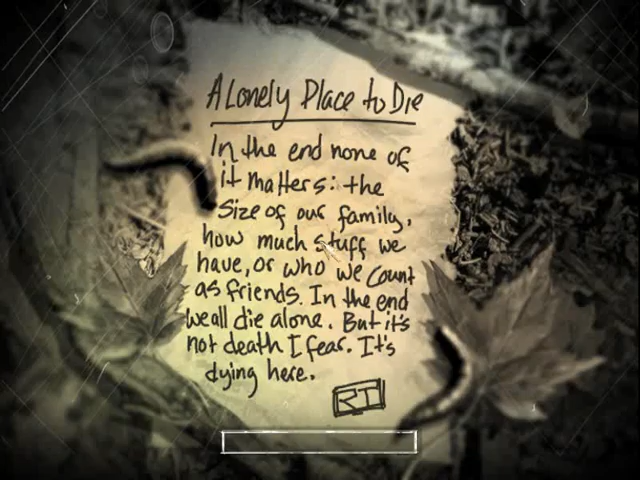 A Lonely Place to Die
In the end none of
it matters: the
size of our family,
how much stuff we
have, or who we count
as friends. In the end
we all die alone. But it's
not death I fear. It's
dying here.
RT